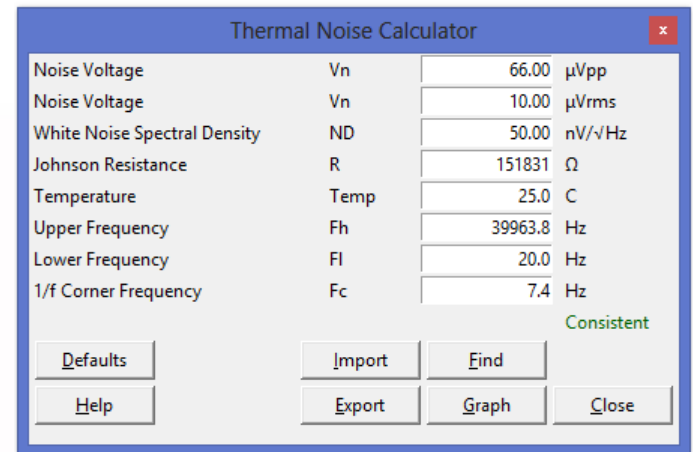 Thermal Noise Calculator x
Noise Voltage Vn 66.00 µVpp
Noise Voltage Vn 10.00 µVrms
White Noise Spectral Density ND 50.00 nV/√Hz
Johnson Resistance R 151831 Ω
Temperature Temp 25.0 C
Upper Frequency Fh 39963.8 Hz
Lower Frequency Fl 20.0 Hz
1/f Corner Frequency Fc 7.4 Hz
Consistent
Defaults Import Find
Help Export Graph Close